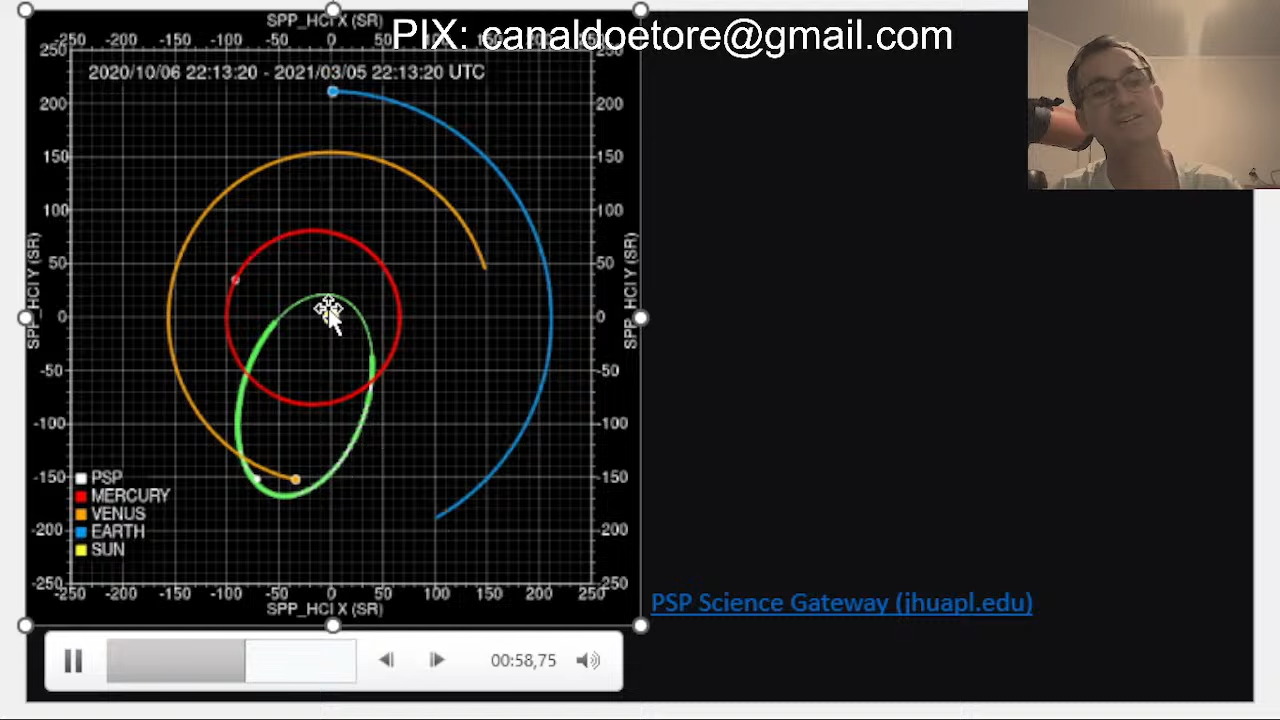 SPP_HCI X (SR)
PIX: canaldoetore@gmail.com
-250 -200 -150 -100 -50 0 50 100 150 200 250
2020/10/06 22:13:20 - 2021/03/05 22:13:20 UTC
250 250
200 200
150 150
100 100
50 50
0 0
-50 -50
-100 -100
-150 -150
-200 -200
-250 -250
SPP_HCI Y (SR)
SPP_HCI Y (SR)
PSP
MERCURY
VENUS
EARTH
SUN
-250 -200 -150 -100 -50 0 50 100 150 200 250
SPP_HCI X (SR)
PSP Science Gateway (jhuapl.edu)
00:58,75